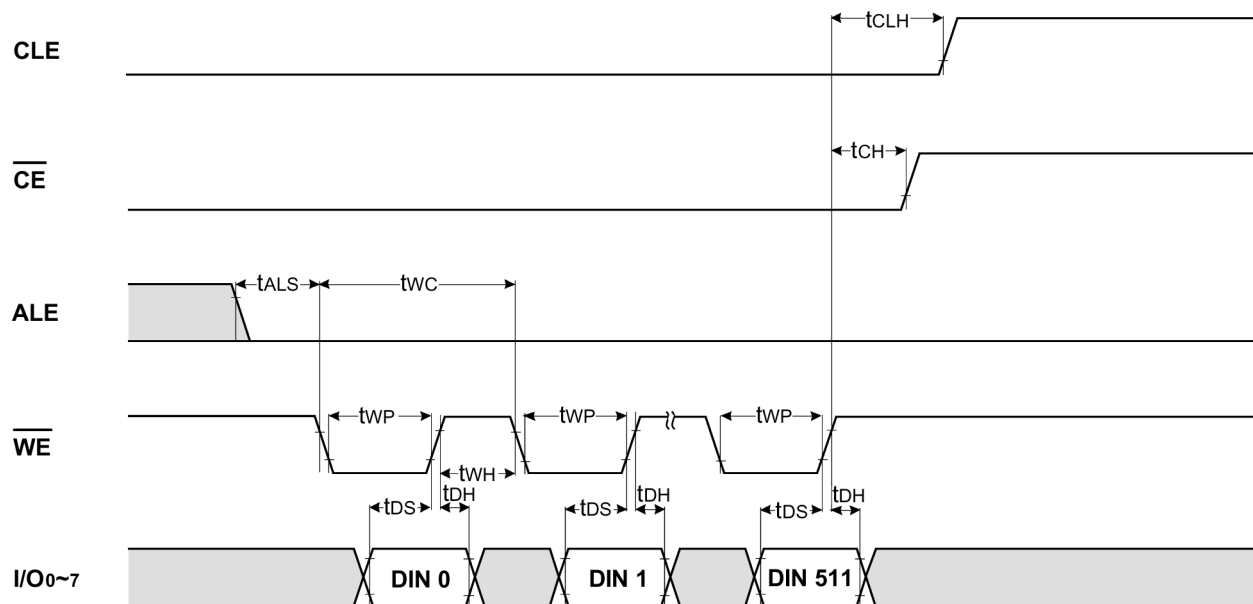 CLE
tCLH
CE
tCH
ALE
tALS
tWC
WE
tWP
tWP
tWP
tWH
tDS
tDH
tDS
tDH
tDS
tDH
I/O0~7
DIN 0
DIN 1
DIN 511